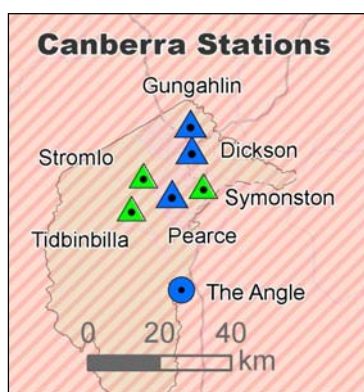 Canberra Stations
Gungahlin
Dickson
Stromlo
Symonston
Tidbinbilla
Pearce
The Angle
0 20 40
km